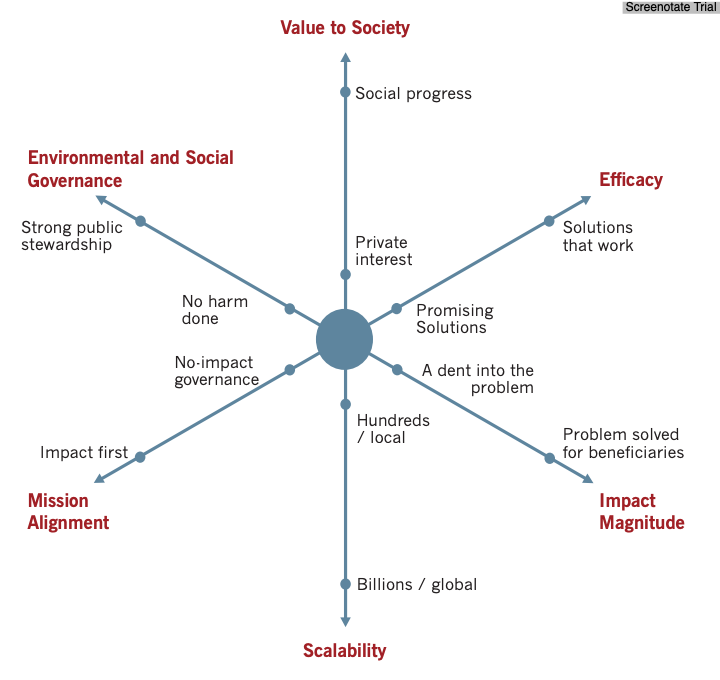 Screenotate Trial
Value to Society
Social progress
Environmental and Social
Governance
Efficacy
Strong public
stewardship
Solutions
that work
Private
interest
No harm
done
Promising
Solutions
No-impact
governance
A dent into the
problem
Hundreds
/ local
Impact first
Problem solved
for beneficiaries
Mission
Alignment
Impact
Magnitude
Billions / global
Scalability